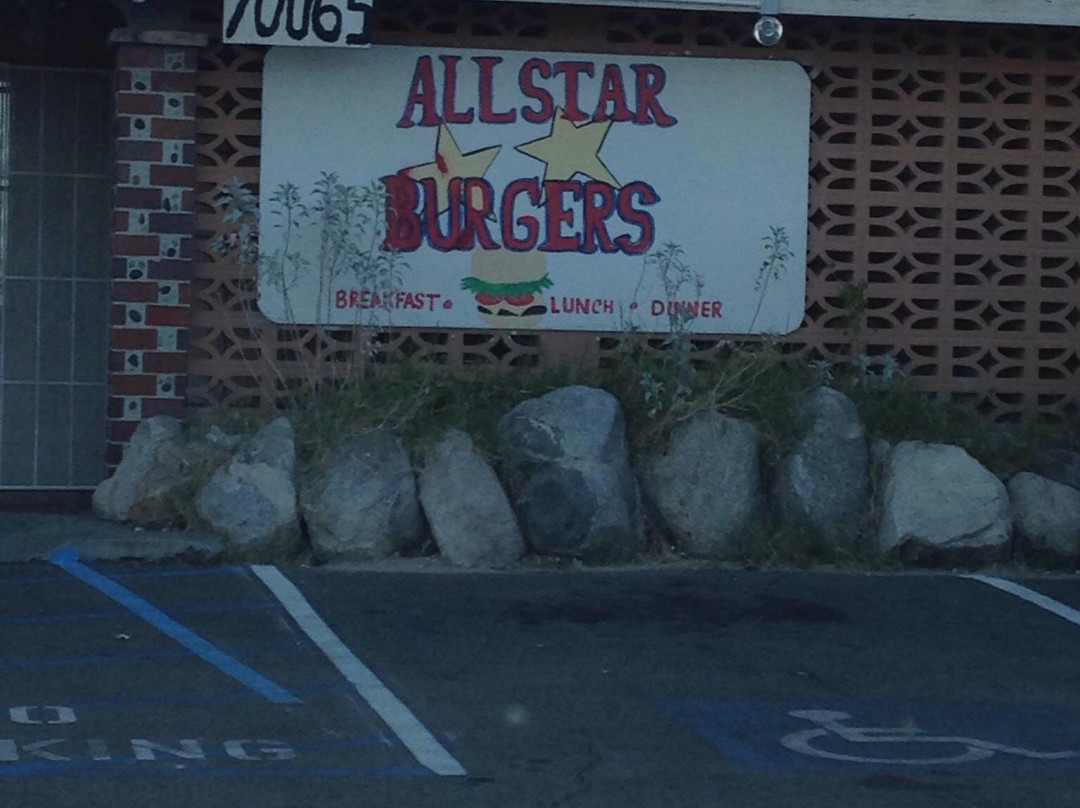 70065
ALLSTAR
BURGERS
BREAKFAST • LUNCH • DINNER
O
KING